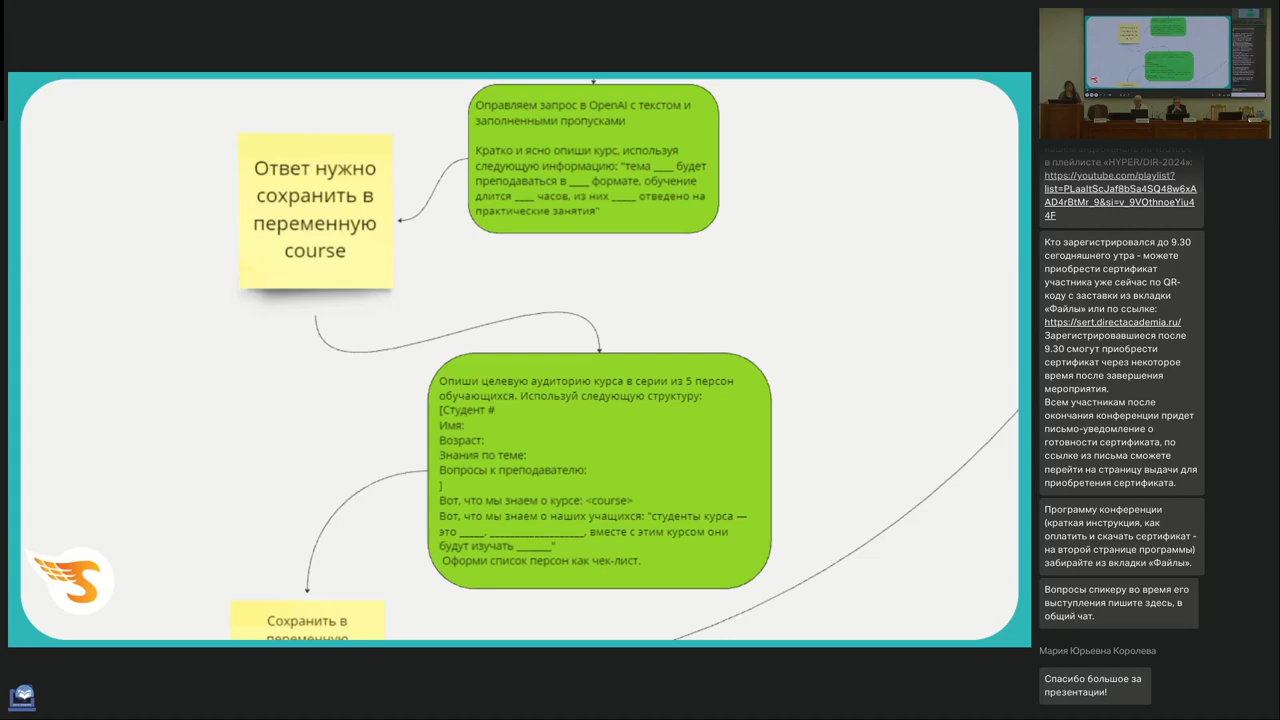 Оправляем запрос в OpenAI с текстом и
заполненными пропусками
Кратко и ясно опиши курс, используя
следующую информацию: "тема ____ будет
преподаваться в ____ формате, обучение
длится ____ часов, из них _____ отведено на
практические занятия"
Ответ нужно
сохранить в
переменную
course
Опиши целевую аудиторию курса в серии из 5 персон
обучающихся. Используй следующую структуру:
[Студент #
Имя:
Возраст:
Знания по теме:
Вопросы к преподавателю:
]
Вот, что мы знаем о курсе: <course>
Вот, что мы знаем о наших учащихся: "студенты курса —
это _____, ____________________, вместе с этим курсом они
будут изучать _______"
Оформи список персон как чек-лист.
Сохранить в
переменную
в плейлисте «HYPER/DIR-2024»:
https://youtube.com/playlist?
list=PLaaltScJaf8bSa4SQ48w6xA
AD4rBtMr_9&si=v_9VOthnoeYiu4
4F
Кто зарегистрировался до 9.30
сегодняшнего утра - можете
приобрести сертификат
участника уже сейчас по QR-
коду с заставки из вкладки
«Файлы» или по ссылке:
https://sert.directacademia.ru/
Зарегистрировавшиеся после
9.30 смогут приобрести
сертификат через некоторое
время после завершения
мероприятия.
Всем участникам после
окончания конференции придет
письмо-уведомление о
готовности сертификата, по
ссылке из письма сможете
перейти на страницу выдачи для
приобретения сертификата.
Программу конференции
(краткая инструкция, как
оплатить и скачать сертификат -
на второй странице программы)
забирайте из вкладки «Файлы».
Вопросы спикеру во время его
выступления пишите здесь, в
общий чат.
Мария Юрьевна Королева
Спасибо большое за
презентации!